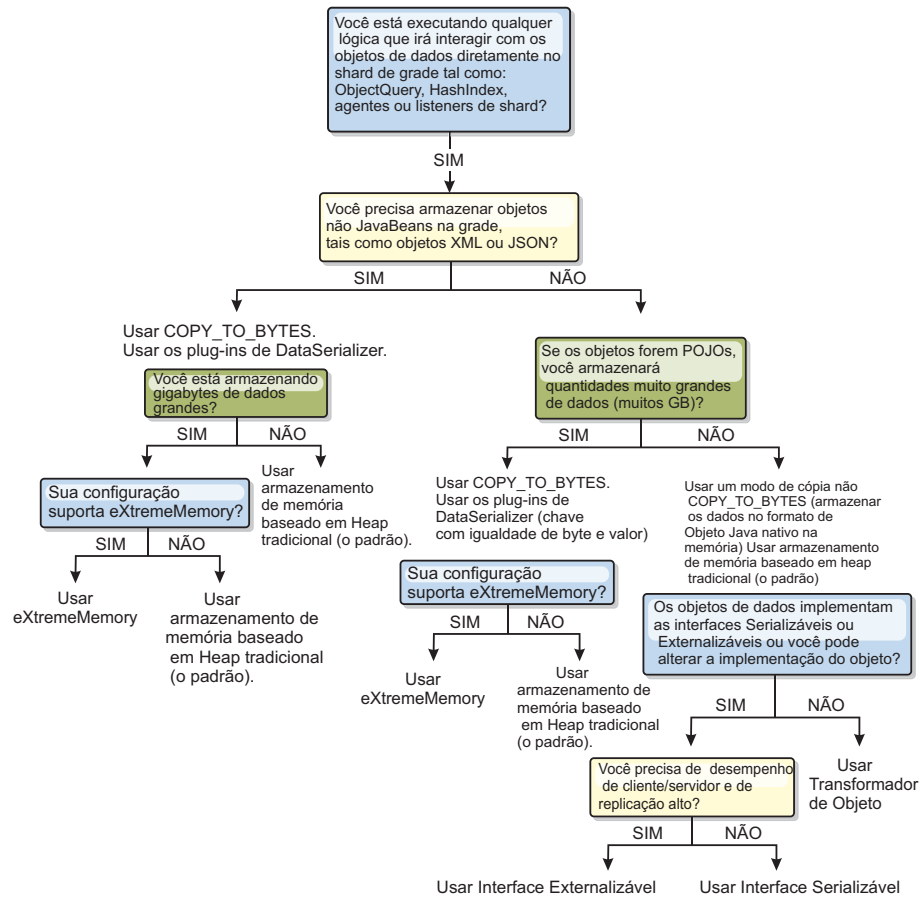 Você está executando qualquer
lógica que irá interagir com os
objetos de dados diretamente no
shard de grade tal como:
ObjectQuery, HashIndex,
agentes ou listeners de shard?
SIM
Você precisa armazenar objetos
não JavaBeans na grade,
tais como objetos XML ou JSON?
SIM
NÃO
Usar COPY_TO_BYTES.
Usar os plug-ins de DataSerializer.
Você está armazenando
gigabytes de dados
grandes?
SIM
NÃO
Sua configuração
suporta eXtremeMemory?
Usar
armazenamento
de memória
baseado em Heap
tradicional (o padrão).
SIM
NÃO
Usar
eXtremeMemory
Usar
armazenamento de
memória baseado
em Heap tradicional
(o padrão).
Se os objetos forem POJOs,
você armazenará
quantidades muito grandes
de dados (muitos GB)?
SIM
NÃO
Usar COPY_TO_BYTES.
Usar os plug-ins de
DataSerializer (chave
com igualdade de byte e valor)
Sua configuração
suporta eXtremeMemory?
SIM
NÃO
Usar
eXtremeMemory
Usar
armazenamento de
memória baseado
em Heap tradicional
(o padrão).
Usar um modo de cópia não
COPY_TO_BYTES (armazenar
os dados no formato de
Objeto Java nativo na
memória) Usar armazenamento
de memória baseado em heap
tradicional (o padrão)
Os objetos de dados implementam
as interfaces Serializáveis ou
Externalizáveis ou você pode
alterar a implementação do objeto?
SIM
NÃO
Você precisa de desempenho
de cliente/servidor e de
replicação alto?
Usar
Transformador
de Objeto
SIM
NÃO
Usar Interface Externalizável
Usar Interface Serializável